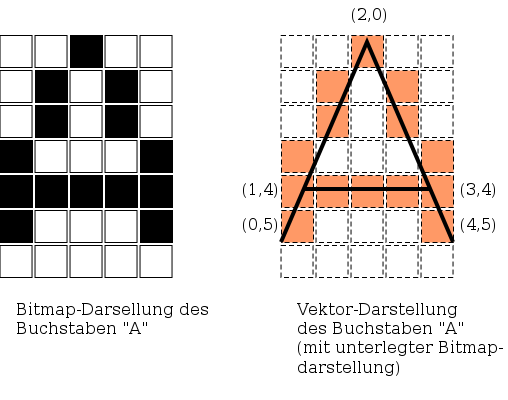 (2,0)
(1,4)
(3,4)
(0,5)
(4,5)
Bitmap-Darsellung des
Buchstaben "A"
Vektor-Darstellung
des Buchstaben "A"
(mit unterlegter Bitmap-
darstellung)